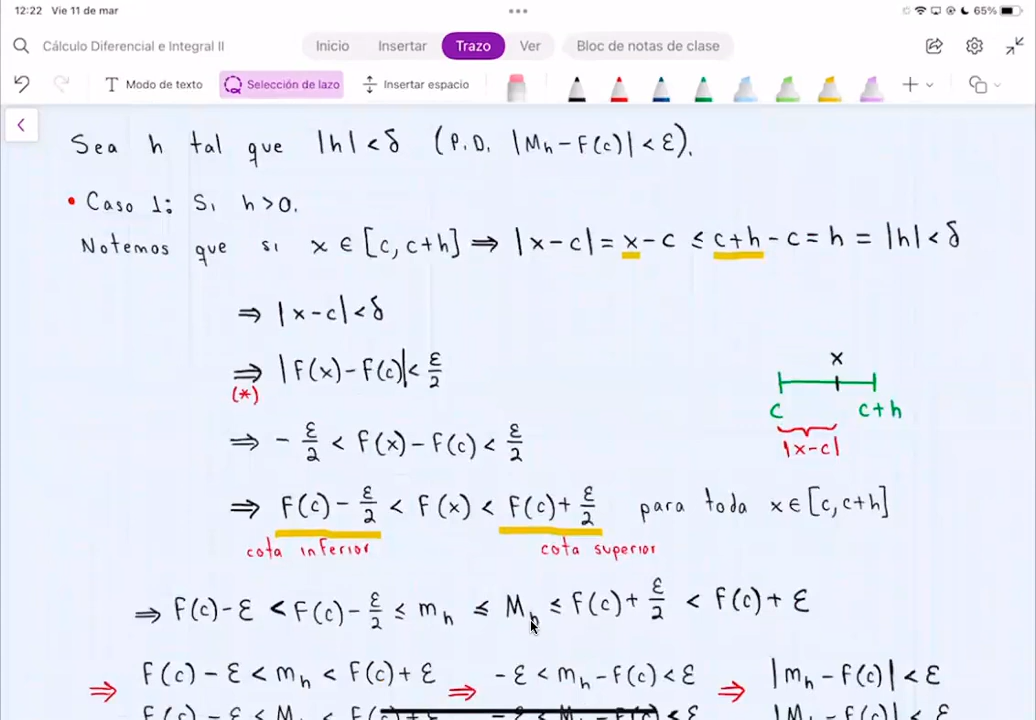 12:22 Vie 11 de mar 65%
Cálculo Diferencial e Integral II Inicio Insertar Trazo Ver Bloc de notas de clase
Modo de texto Selección de lazo Insertar espacio
Sea h tal que |h| < δ (P.D. |Mₕ - F(c)| < ε).
• Caso 1: Si h > 0.
Notemos que si x ∈ [c, c+h] ⇒ |x - c| = x - c ≤ c+h - c = h = |h| < δ
⇒ |x - c| < δ
⇒ |F(x) - F(c)| < ε/2
(*)
x
c c+h
|x-c|
⇒ - ε/2 < F(x) - F(c) < ε/2
⇒ F(c) - ε/2 < F(x) < F(c) + ε/2 para toda x ∈ [c, c+h]
cota inferior cota superior
⇒ F(c) - ε < F(c) - ε/2 ≤ mₕ ≤ Mₕ ≤ F(c) + ε/2 < F(c) + ε
⇒ F(c) - ε < mₕ < F(c) + ε ⇒ - ε < mₕ - F(c) < ε ⇒ |mₕ - F(c)| < ε